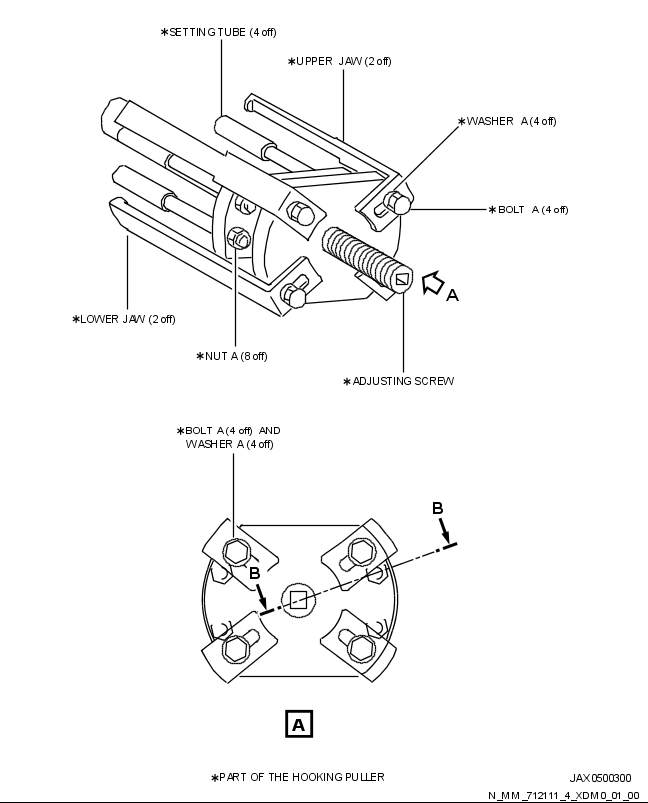 *SETTING TUBE (4 off)
*UPPER JAW (2 off)
*WASHER A (4 off)
*BOLT A (4 off)
A
*LOWER JAW (2 off)
*NUT A (8 off)
*ADJUSTING SCREW
*BOLT A (4 off) AND
WASHER A (4 off)
B
B
A
*PART OF THE HOOKING PULLER
JAX0500300
N_MM_712111_4_XDM0_01_00